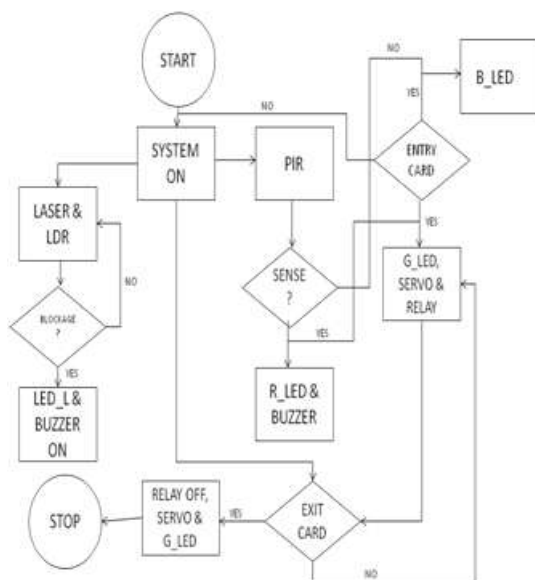 START
NO
B_LED
YES
NO
SYSTEM
ON
PIR
ENTRY
CARD
LASER &
LDR
YES
G_LED,
SERVO &
RELAY
NO
SENSE
?
BLOCKAGE
?
YES
YES
LED_L &
BUZZER
ON
R_LED &
BUZZER
STOP
RELAY OFF,
SERVO &
G_LED
YES
EXIT
CARD
NO